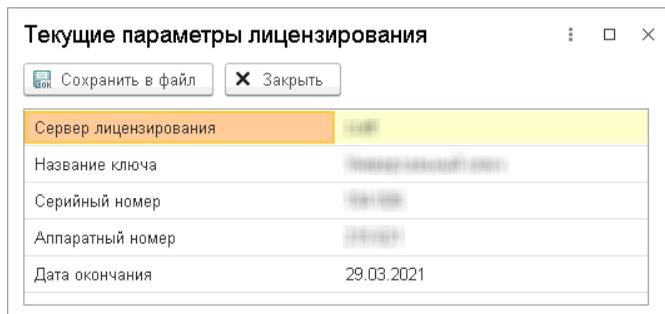 Текущие параметры лицензирования
Сохранить в файл Закрыть
Сервер лицензирования
Название ключа
Серийный номер
Аппаратный номер
Дата окончания 29.03.2021